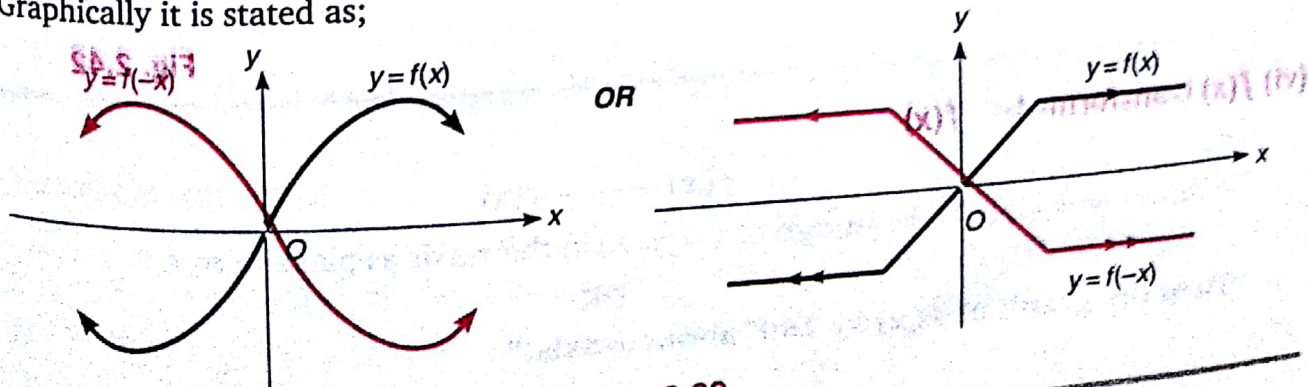 Graphically it is stated as;
y = f(–x)
y
y = f(x)
x
O
OR
y
y = f(x)
x
O
y = f(–x)